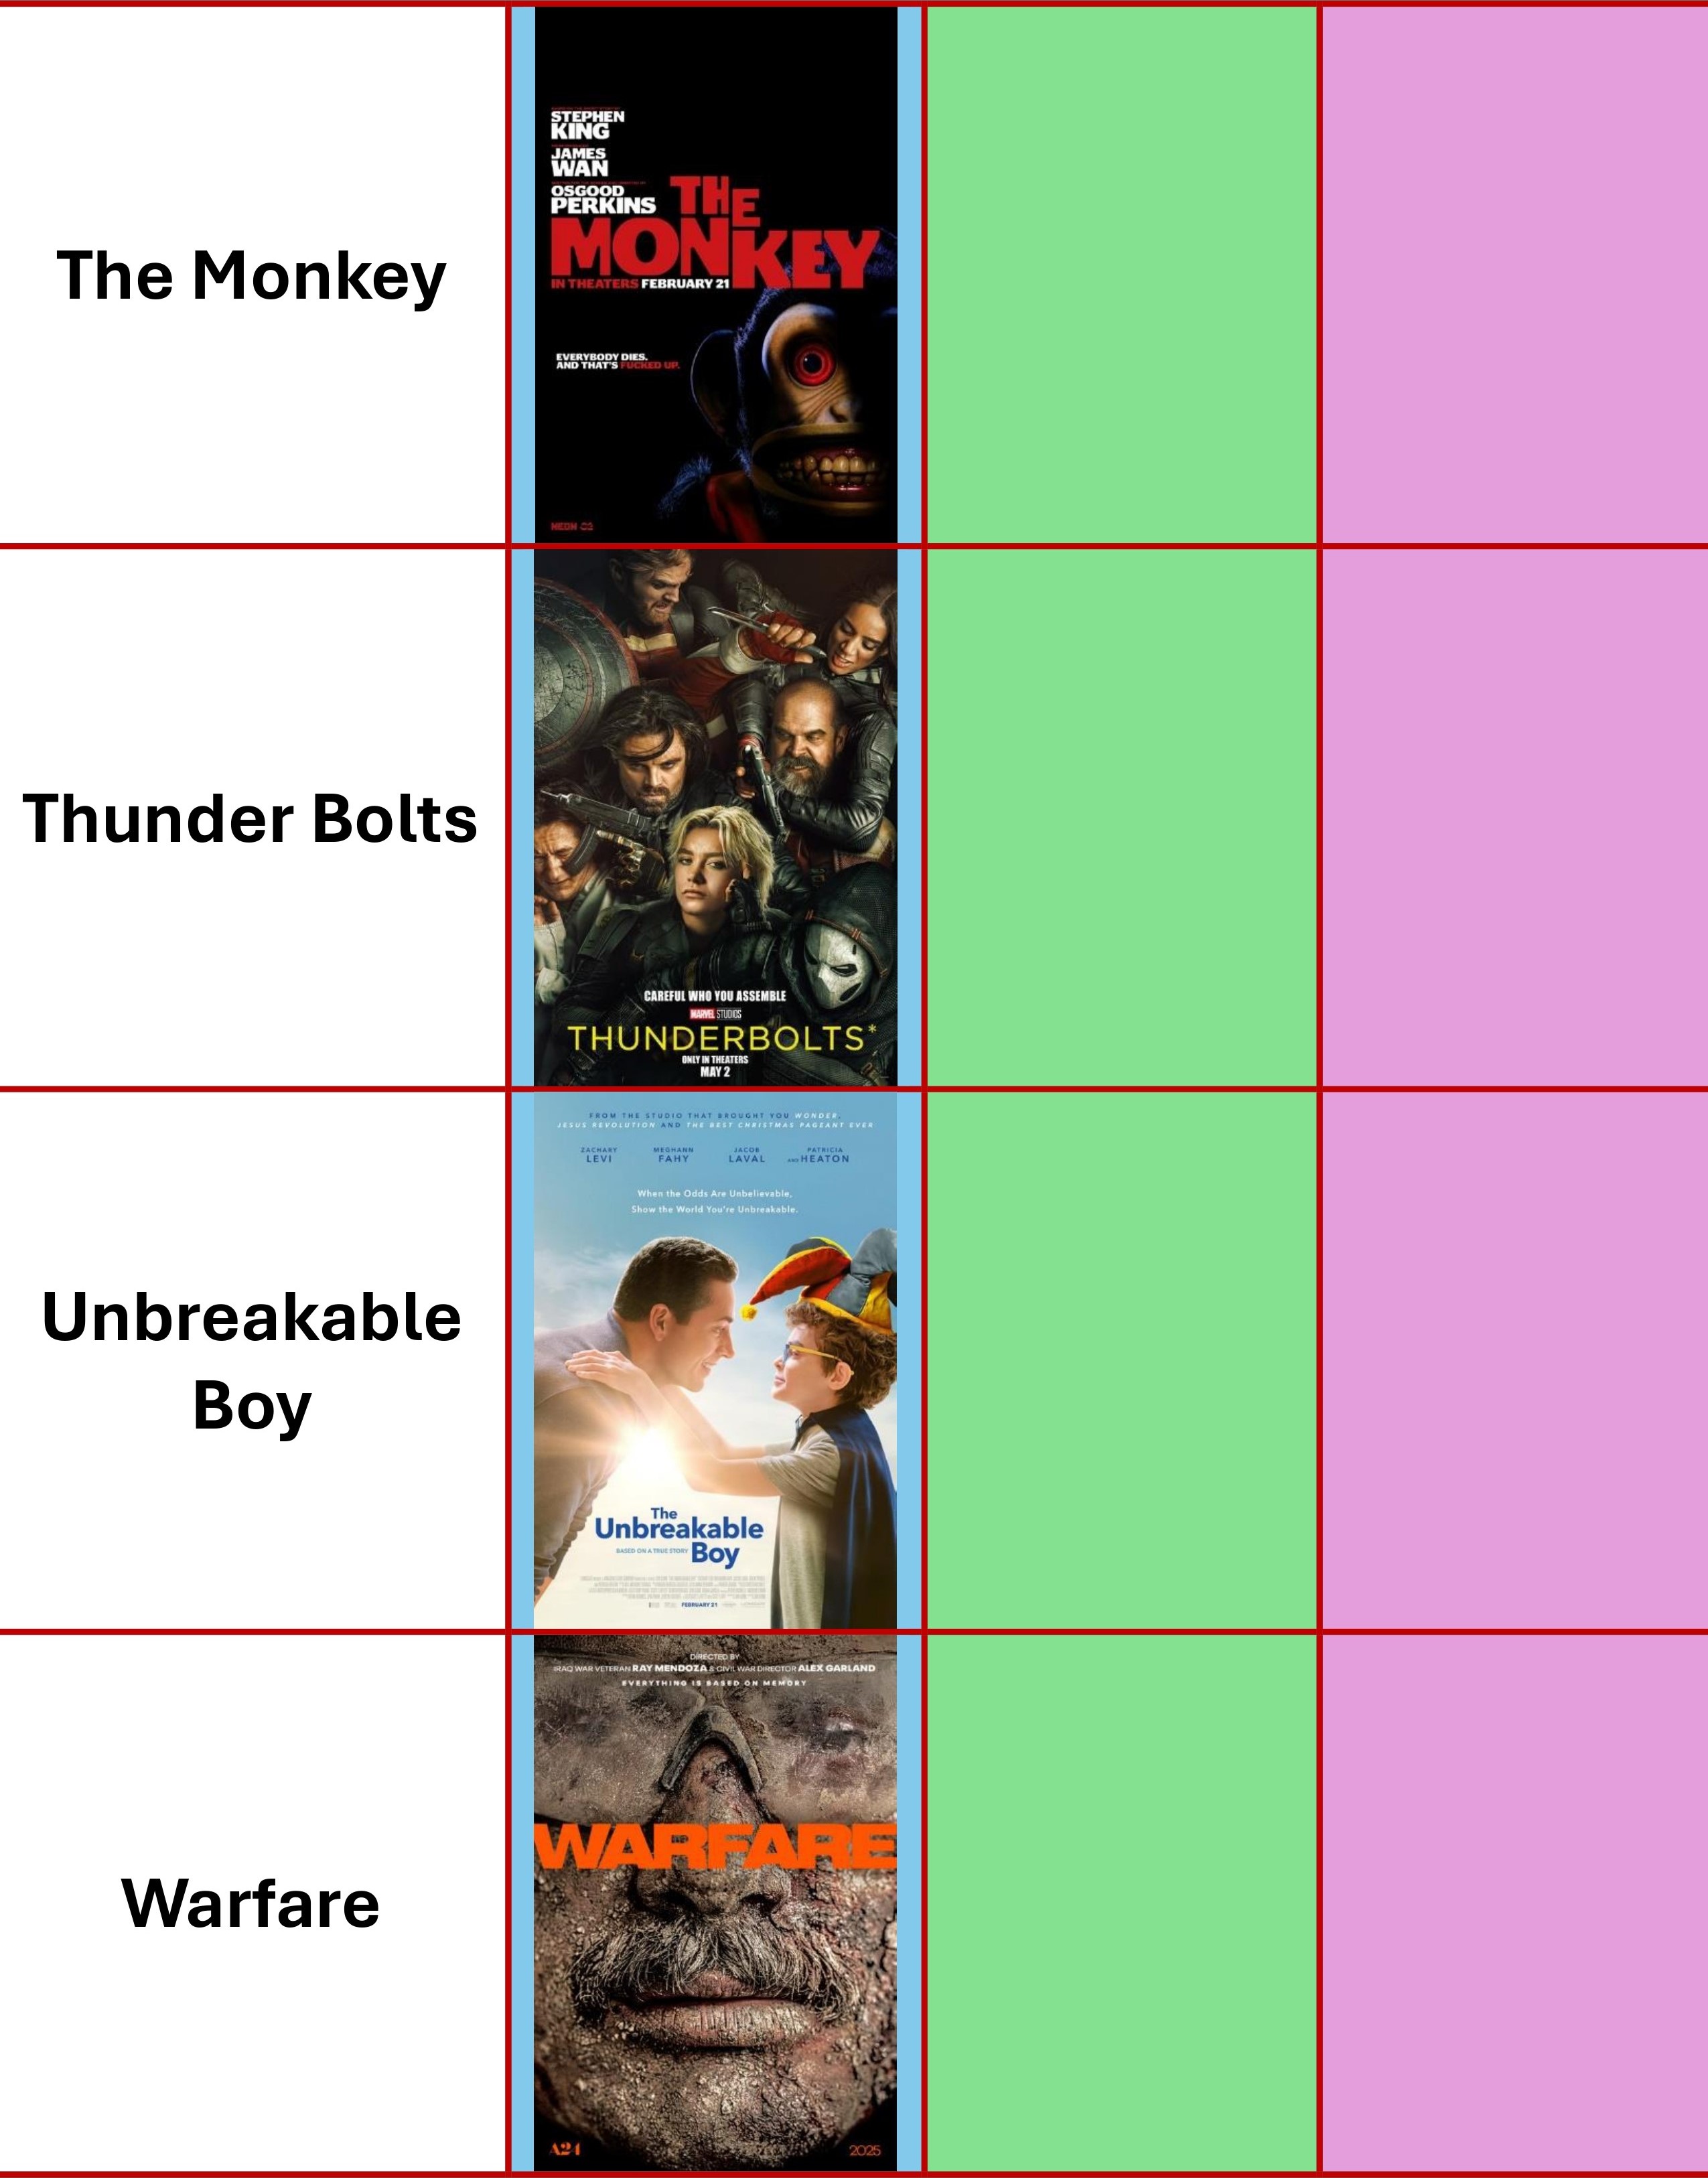 The Monkey
STEPHEN
KING
JAMES
WAN
OSGOOD
PERKINS
THE
MONKEY
IN THEATERS FEBRUARY 21
EVERYBODY DIES.
AND THAT'S FUCKED UP.
NEON
Thunder Bolts
CAREFUL WHO YOU ASSEMBLE
MARVEL STUDIOS
THUNDERBOLTS*
ONLY IN THEATERS
MAY 2
Unbreakable
Boy
FROM THE STUDIO THAT BROUGHT YOU WONDER,
JESUS REVOLUTION AND THE BEST CHRISTMAS PAGEANT EVER
ZACHARY LEVI
MEGHANN FAHY
JACOB LAVAL
AND PATRICIA HEATON
When the Odds Are Unbelievable,
Show the World You're Unbreakable.
The
Unbreakable
BASED ON A TRUE STORY Boy
FEBRUARY 21
Warfare
DIRECTED BY
IRAQ WAR VETERAN RAY MENDOZA & CIVIL WAR DIRECTOR ALEX GARLAND
EVERYTHING IS BASED ON MEMORY
WARFARE
A24
2025